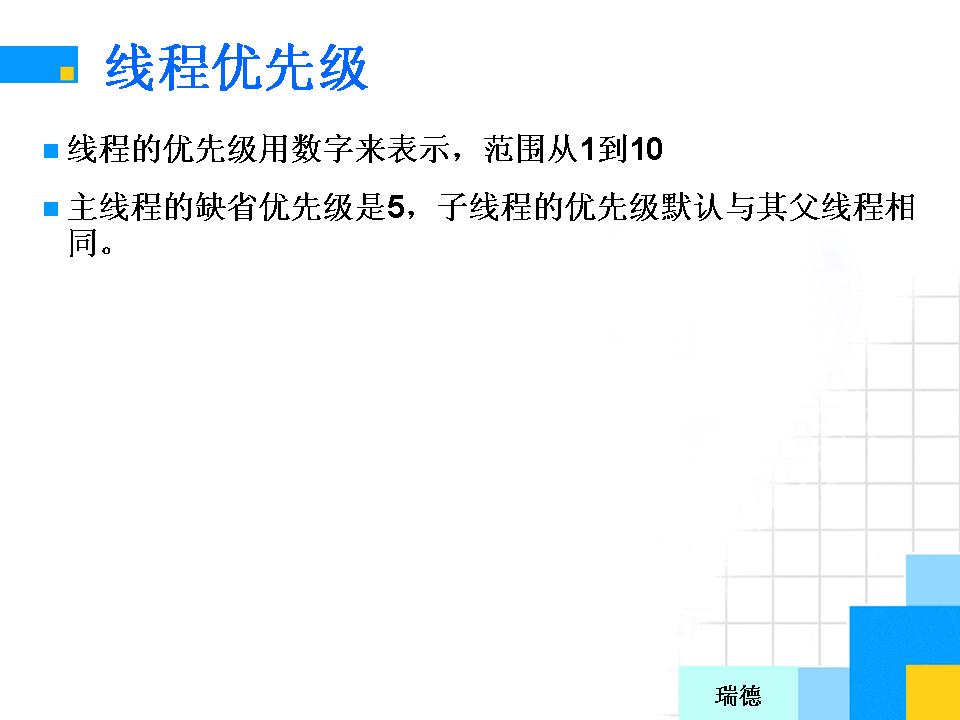 线程优先级
线程的优先级用数字来表示，范围从1到10
主线程的缺省优先级是5，子线程的优先级默认与其父线程相
同。
瑞德